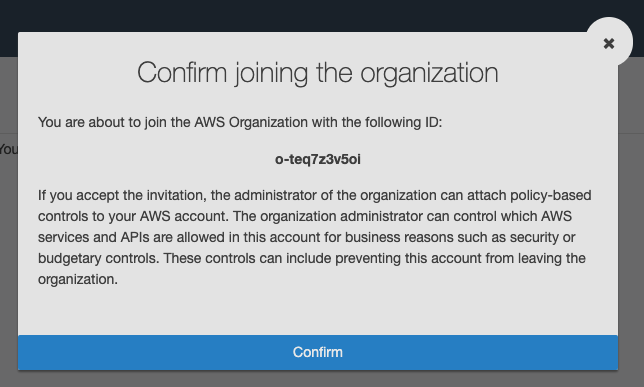 Confirm joining the organization
You are about to join the AWS Organization with the following ID:
o-teq7z3v5oi
You
If you accept the invitation, the administrator of the organization can attach policy-based
controls to your AWS account. The organization administrator can control which AWS
services and APIs are allowed in this account for business reasons such as security or
budgetary controls. These controls can include preventing this account from leaving the
organization.
Confirm